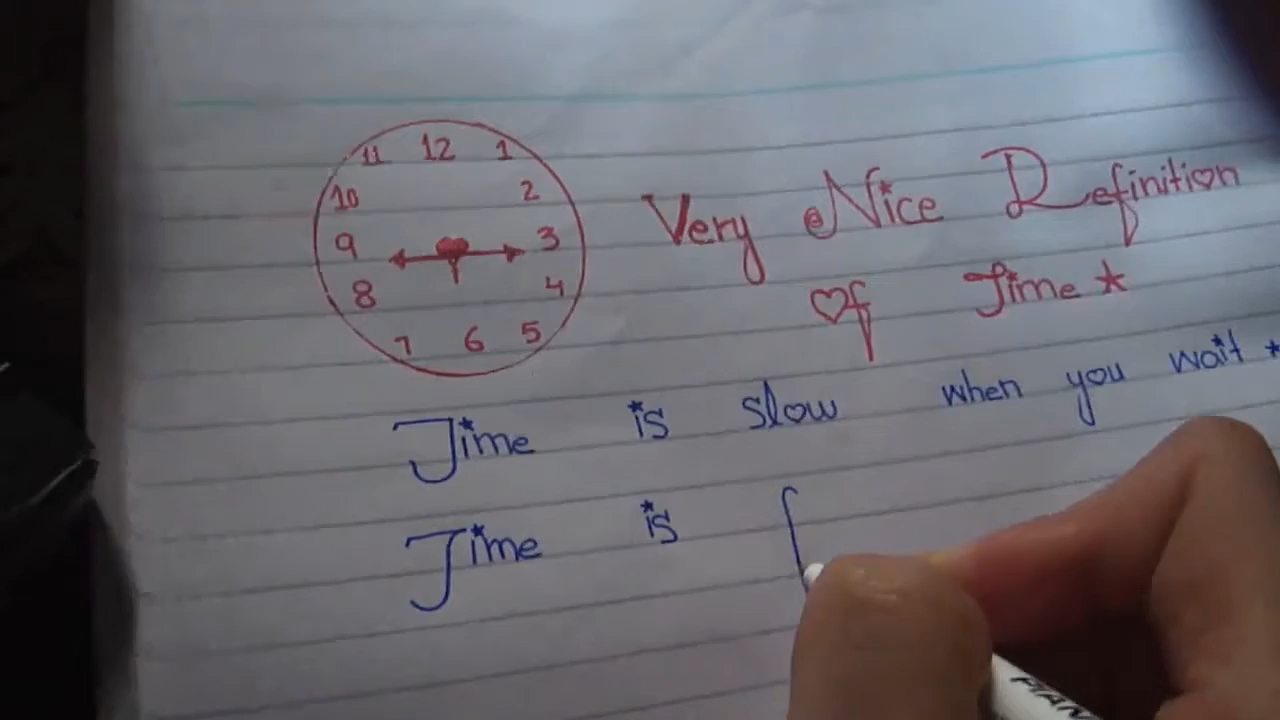 11 12 1
10 2
9 3
8 4
7 6 5
Very Nice Definition
Of Time
Time is slow when you wait
Time is f
PIAN